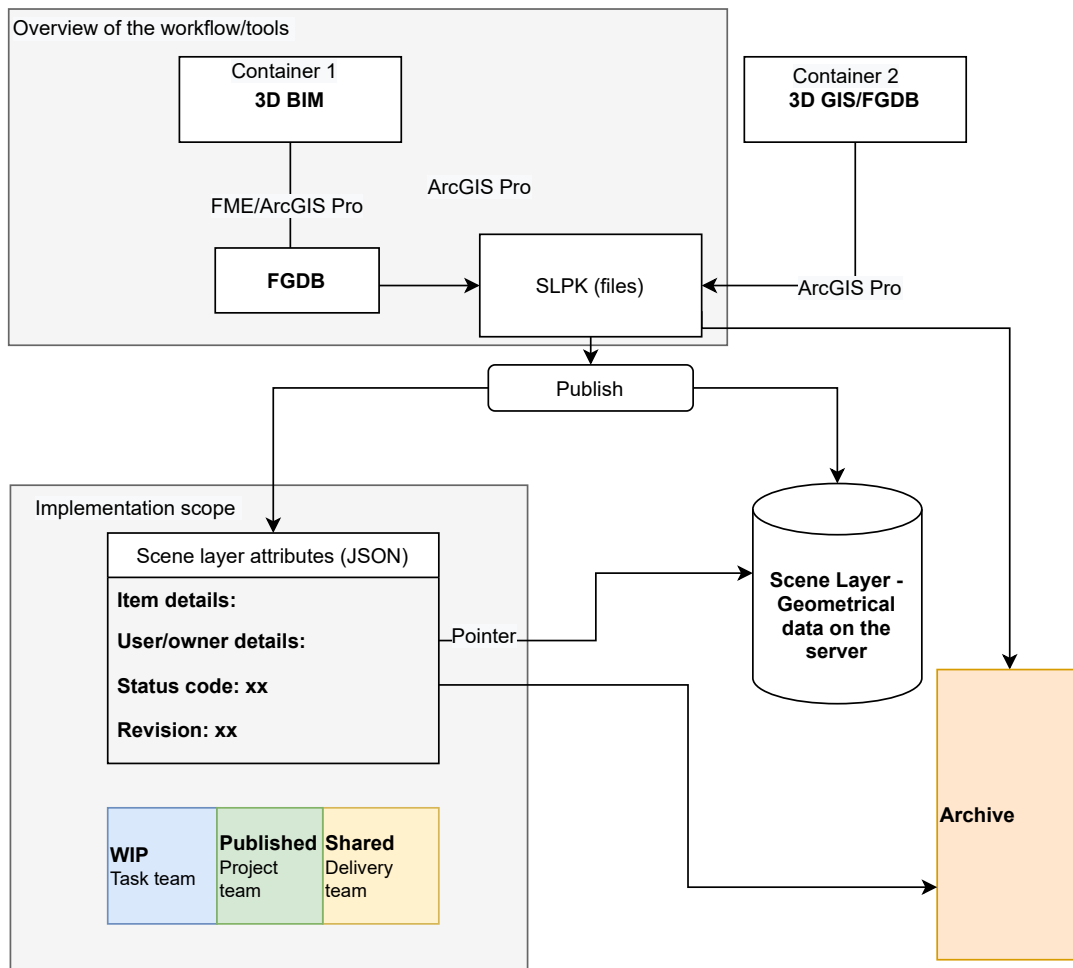 Overview of the workflow/tools
Container 1
3D BIM
Container 2
3D GIS/FGDB
ArcGIS Pro
FME/ArcGIS Pro
FGDB
SLPK (files)
ArcGIS Pro
Publish
Implementation scope
Scene layer attributes (JSON)
Item details:
User/owner details:
Status code: xx
Revision: xx
Pointer
Scene Layer -
Geometrical
data on the
server
Archive
WIP
Task team
Published
Project
team
Shared
Delivery
team